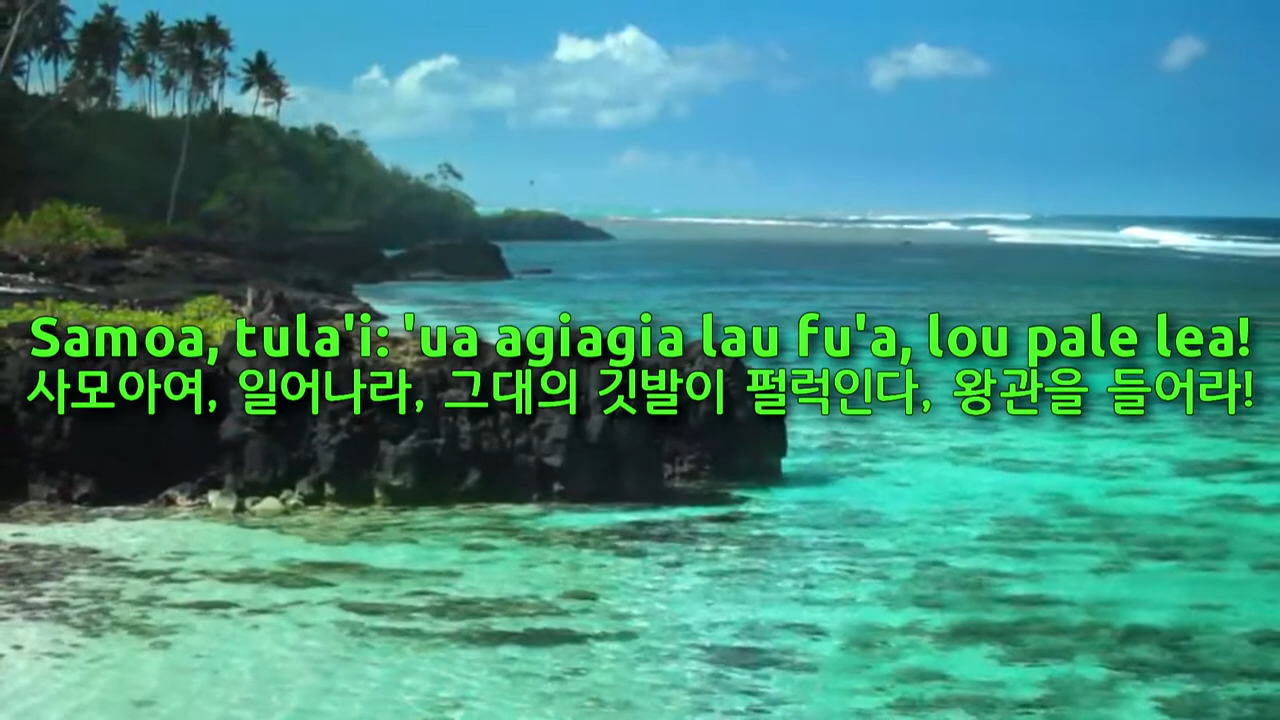 Samoa, tula'i: 'ua agiagia lau fu'a, lou pale lea!
사모아여, 일어나라, 그대의 깃발이 펄럭인다, 왕관을 들어라!